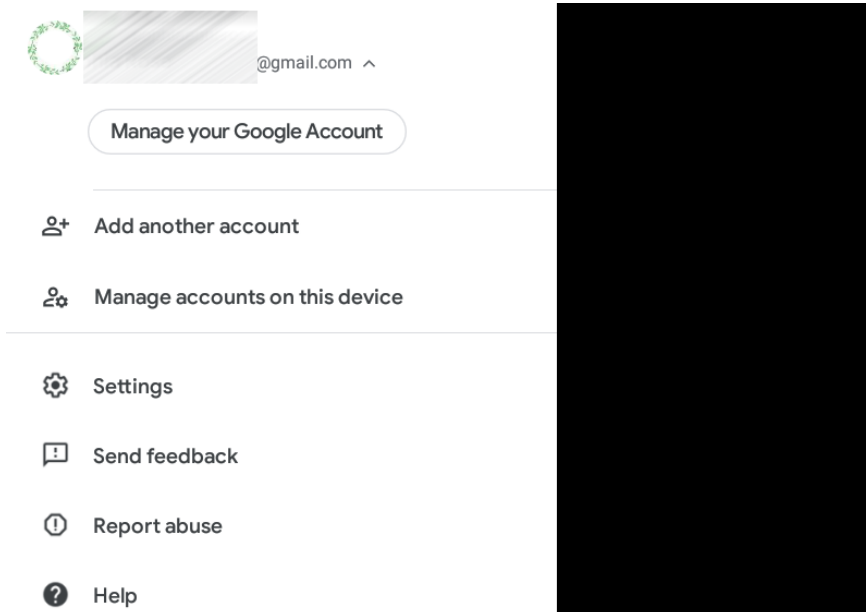 @gmail.com
Manage your Google Account
Add another account
Manage accounts on this device
Settings
Send feedback
Report abuse
Help